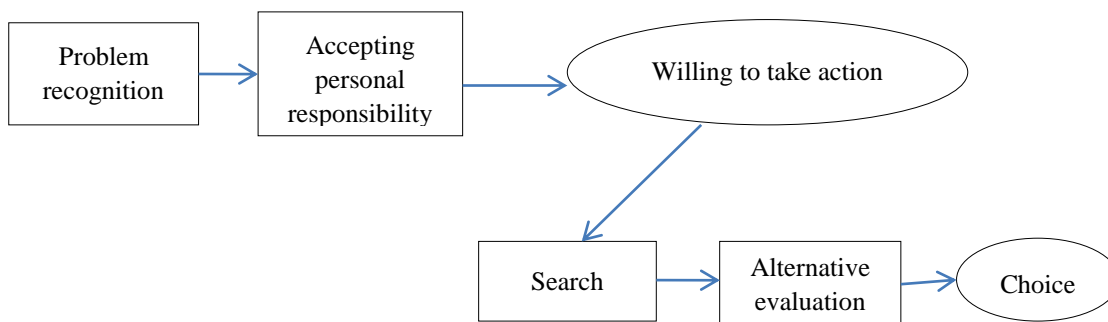 Problem
recognition
Accepting
personal
responsibility
Willing to take action
Search
Alternative
evaluation
Choice